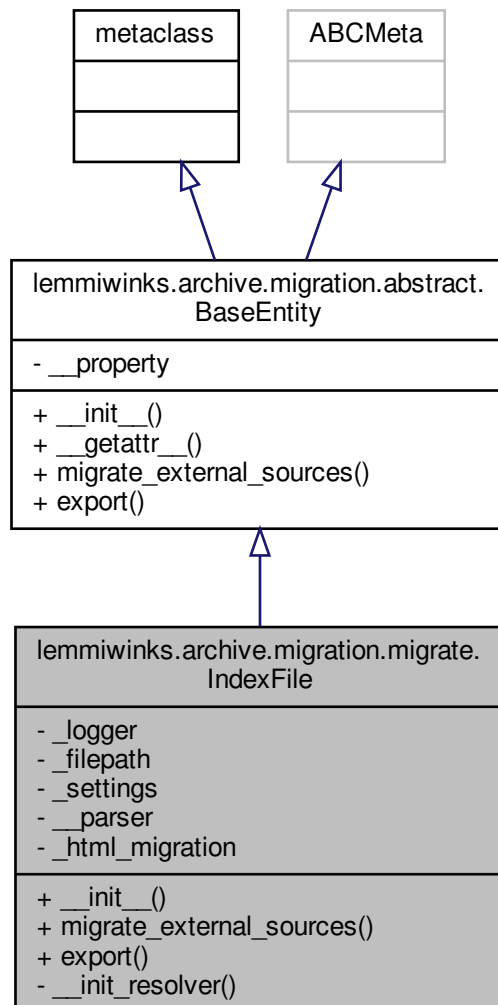 metaclass
ABCMeta
lemmiwinks.archive.migration.abstract.
BaseEntity
- __property
+ __init__()
+ __getattr__()
+ migrate_external_sources()
+ export()
lemmiwinks.archive.migration.migrate.
IndexFile
- _logger
- _filepath
- _settings
- __parser
- _html_migration
+ __init__()
+ migrate_external_sources()
+ export()
- __init_resolver()